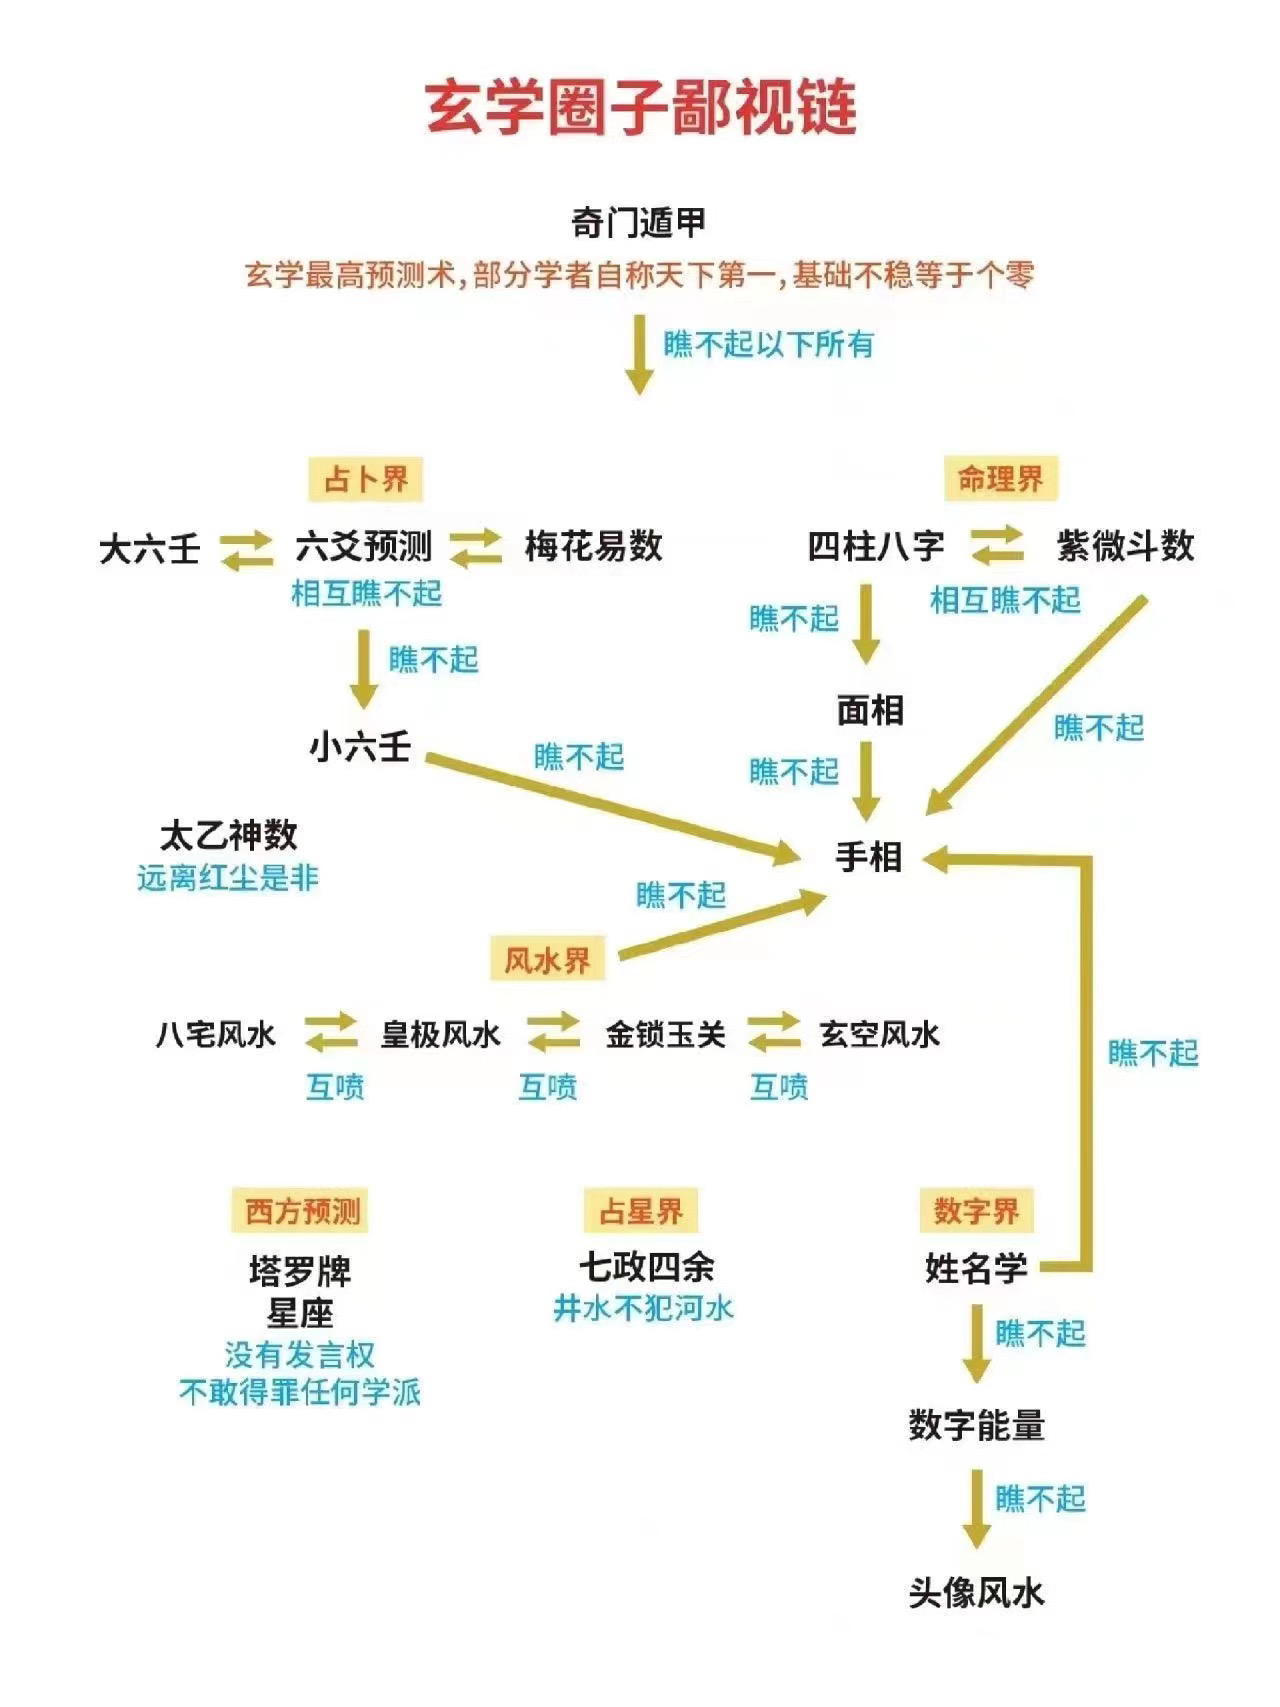 玄学圈子鄙视链
奇门遁甲
玄学最高预测术,部分学者自称天下第一,基础不稳等于个零
瞧不起以下所有
占卜界
命理界
大六壬
六爻预测
梅花易数
四柱八字
紫微斗数
相互瞧不起
相互瞧不起
瞧不起
瞧不起
面相
瞧不起
小六壬
瞧不起
瞧不起
太乙神数
远离红尘是非
手相
瞧不起
风水界
八宅风水
皇极风水
金锁玉关
玄空风水
瞧不起
互喷
互喷
互喷
西方预测
占星界
数字界
塔罗牌
星座
没有发言权
不敢得罪任何学派
七政四余
井水不犯河水
姓名学
瞧不起
数字能量
瞧不起
头像风水